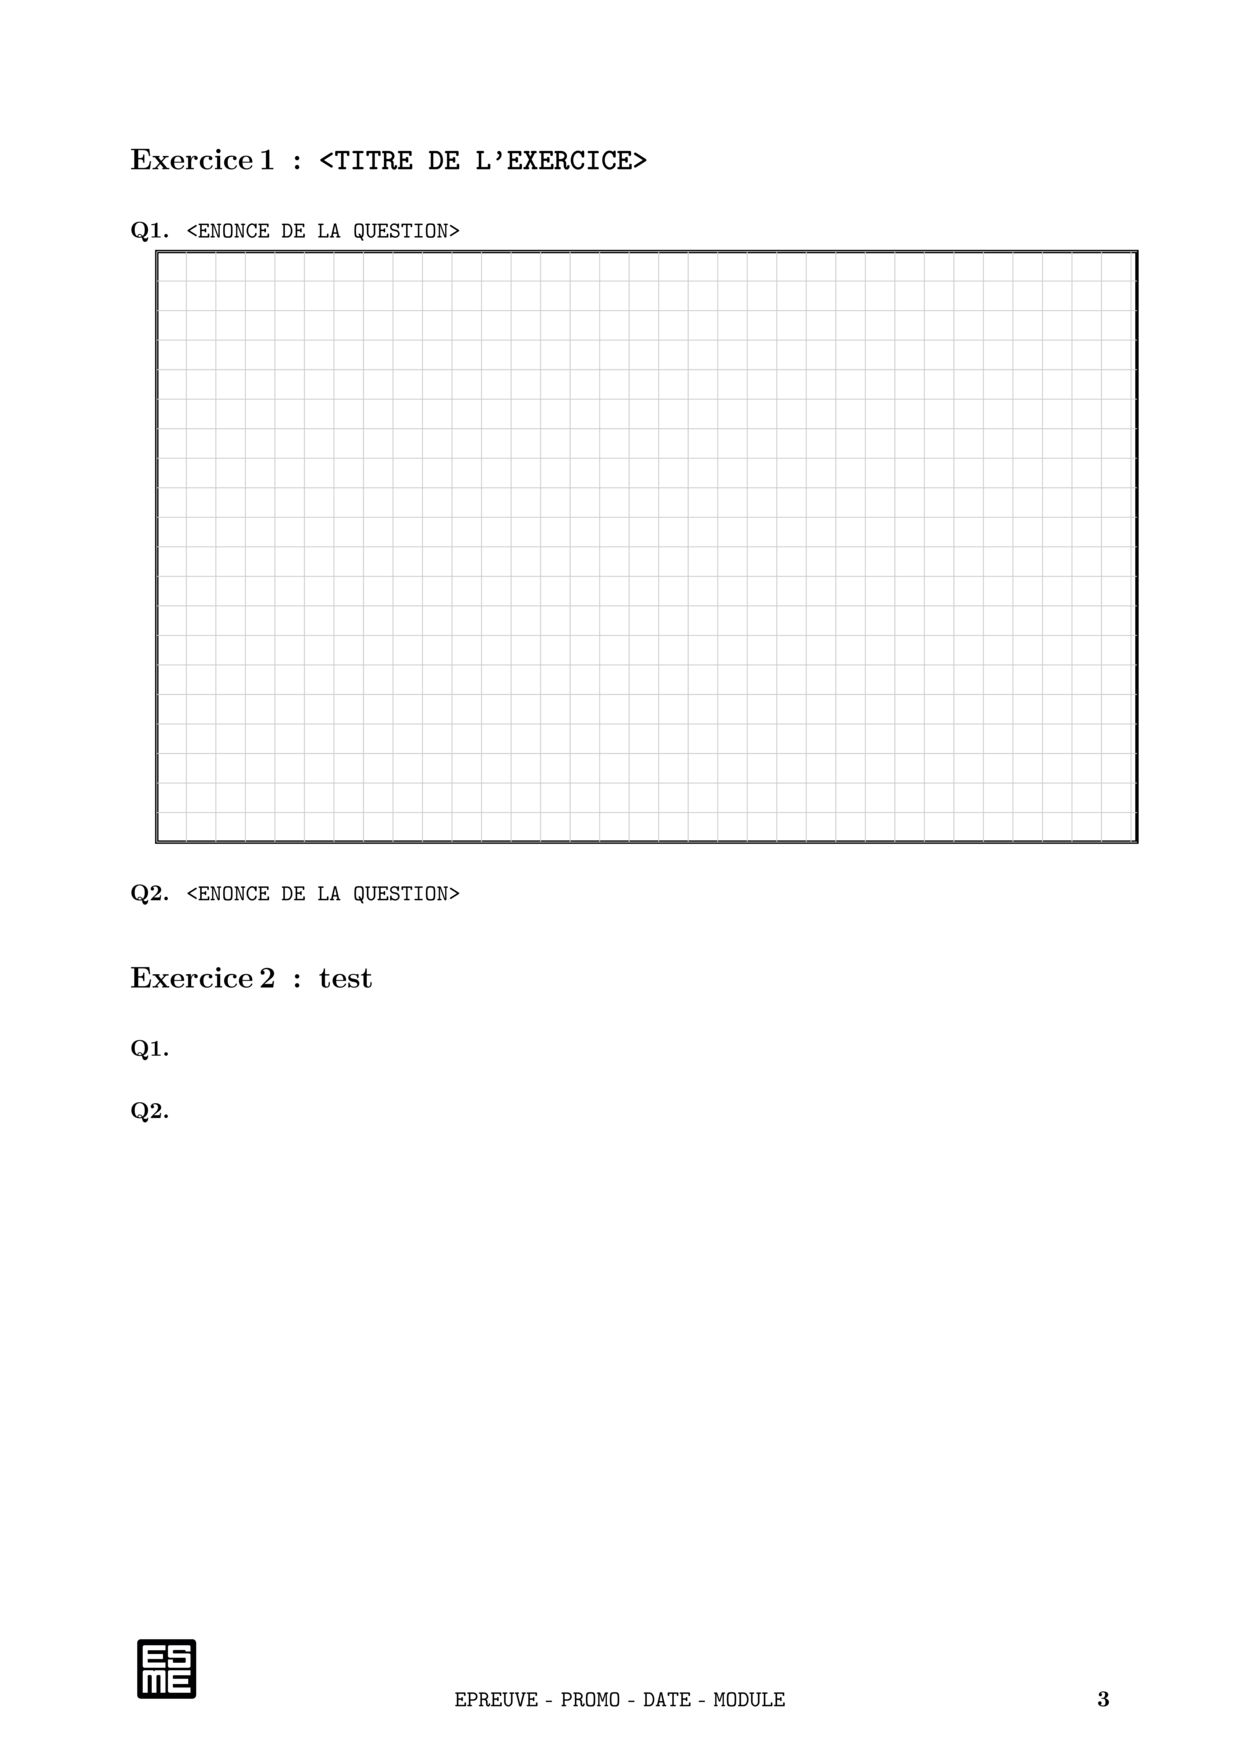 Exercice 1 : <TITRE DE L'EXERCICE>
Q1. <ENONCE DE LA QUESTION>
Q2. <ENONCE DE LA QUESTION>
Exercice 2 : test
Q1.
Q2.
ES
ME
EPREUVE - PROMO - DATE - MODULE 3